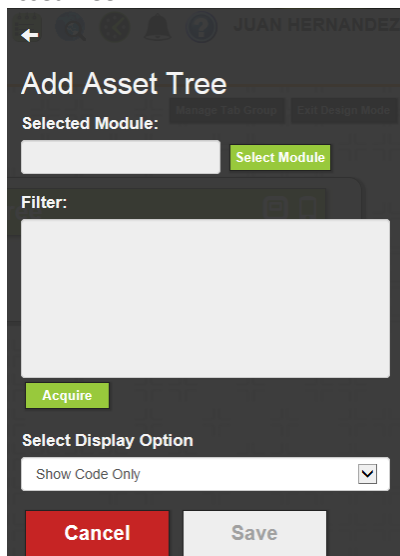 JUAN HERNANDEZ
Add Asset Tree
Manage Tab Group Exit Design Mode
Selected Module:
Select Module
Filter:
Acquire
Select Display Option
Show Code Only
Cancel Save